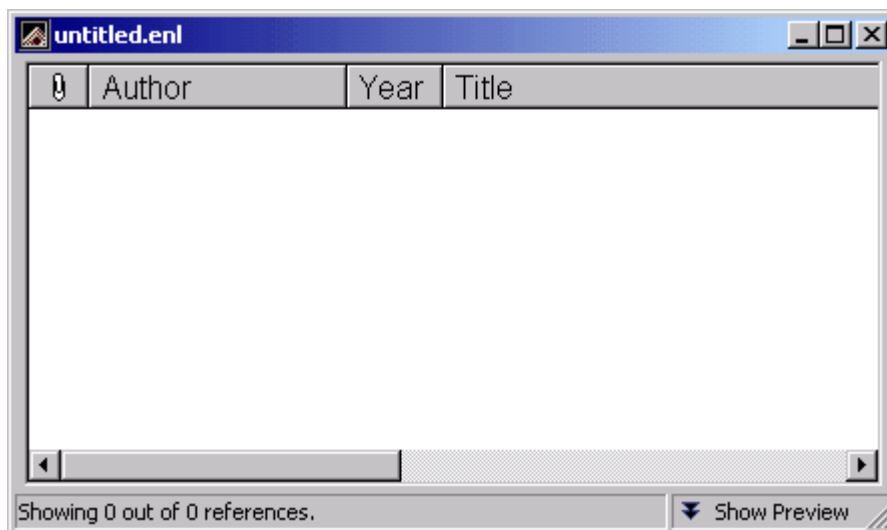 untitled.enl
Author Year Title
Showing 0 out of 0 references. Show Preview